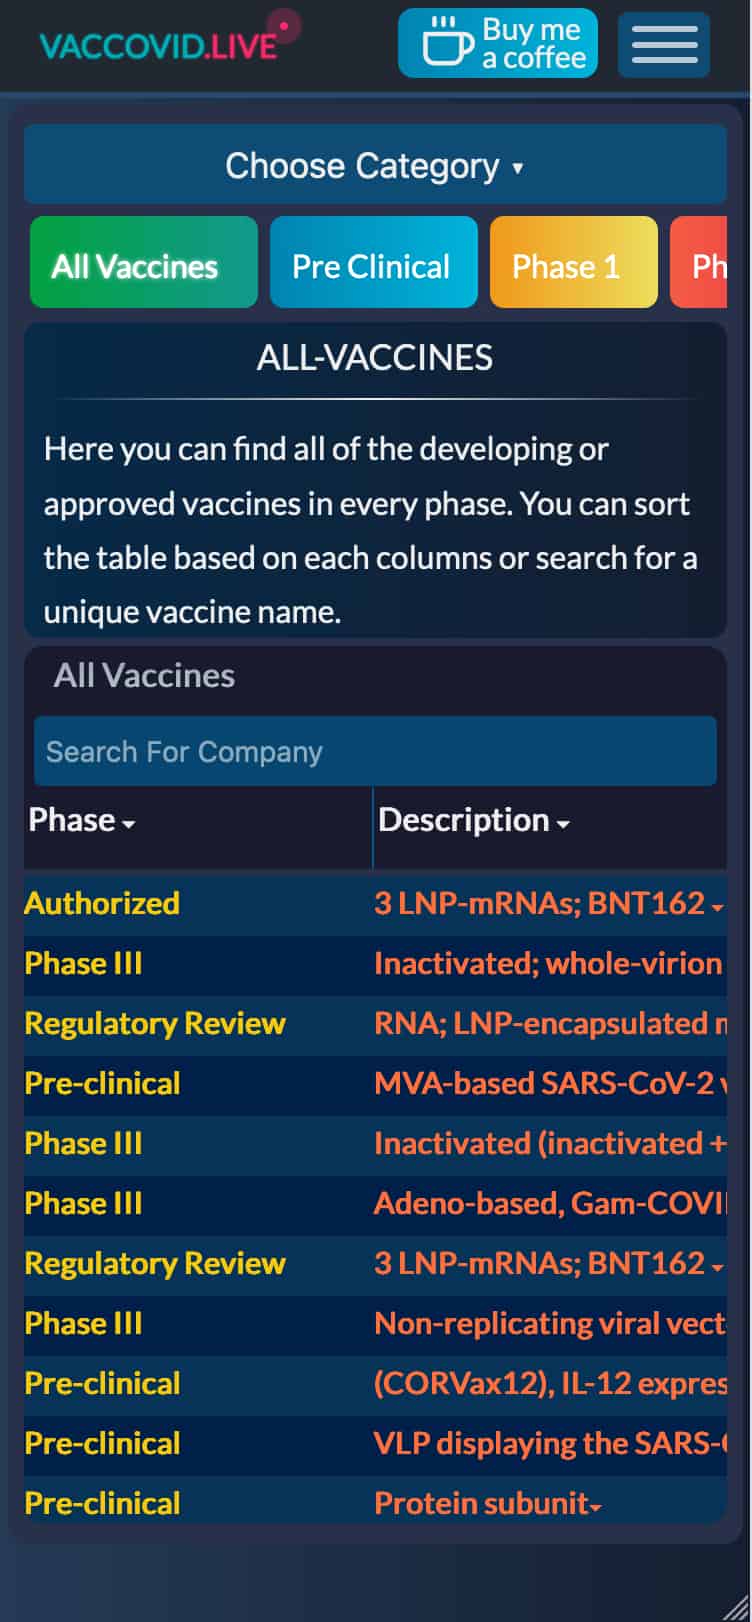 VACCOVID.LIVE
Buy me
a coffee
Choose Category ▾
All Vaccines
Pre Clinical
Phase 1
Ph
ALL-VACCINES
Here you can find all of the developing or
approved vaccines in every phase. You can sort
the table based on each columns or search for a
unique vaccine name.
All Vaccines
Search For Company
Phase Description
Authorized 3 LNP-mRNAs; BNT162
Phase III Inactivated; whole-virion
Regulatory Review RNA; LNP-encapsulated
Pre-clinical MVA-based SARS-CoV-2
Phase III Inactivated (inactivated +
Phase III Adeno-based, Gam-COVI
Regulatory Review 3 LNP-mRNAs; BNT162
Phase III Non-replicating viral vect
Pre-clinical (CORVax12), IL-12 expres
Pre-clinical VLP displaying the SARS-
Pre-clinical Protein subunit